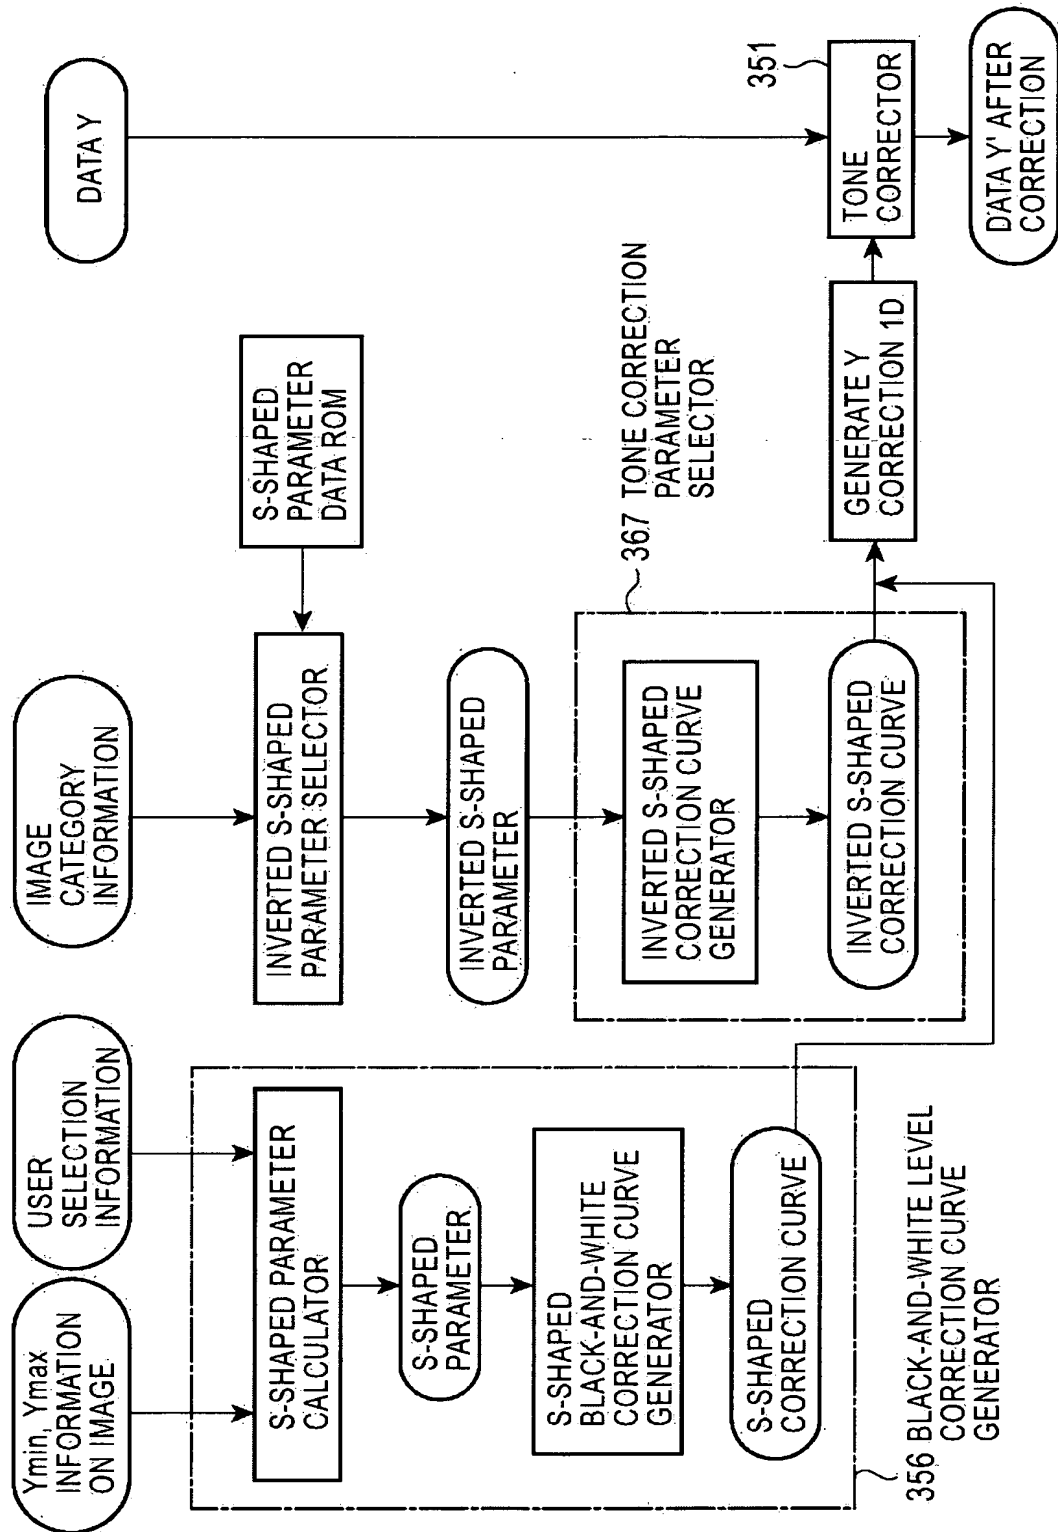 Ymin, Ymax
INFORMATION
ON IMAGE
USER
SELECTION
INFORMATION
IMAGE
CATEGORY
INFORMATION
DATA Y
S-SHAPED PARAMETER
CALCULATOR
INVERTED S-SHAPED
PARAMETER SELECTOR
S-SHAPED
PARAMETER
DATA ROM
S-SHAPED
PARAMETER
INVERTED S-SHAPED
PARAMETER
S-SHAPED
BLACK-AND-WHITE
CORRECTION CURVE
GENERATOR
INVERTED S-SHAPED
CORRECTION CURVE
GENERATOR
367 TONE CORRECTION
PARAMETER
SELECTOR
S-SHAPED
CORRECTION CURVE
INVERTED S-SHAPED
CORRECTION CURVE
GENERATE Y
CORRECTION 1D
351
TONE
CORRECTOR
356 BLACK-AND-WHITE LEVEL
CORRECTION CURVE
GENERATOR
DATA Y' AFTER
CORRECTION